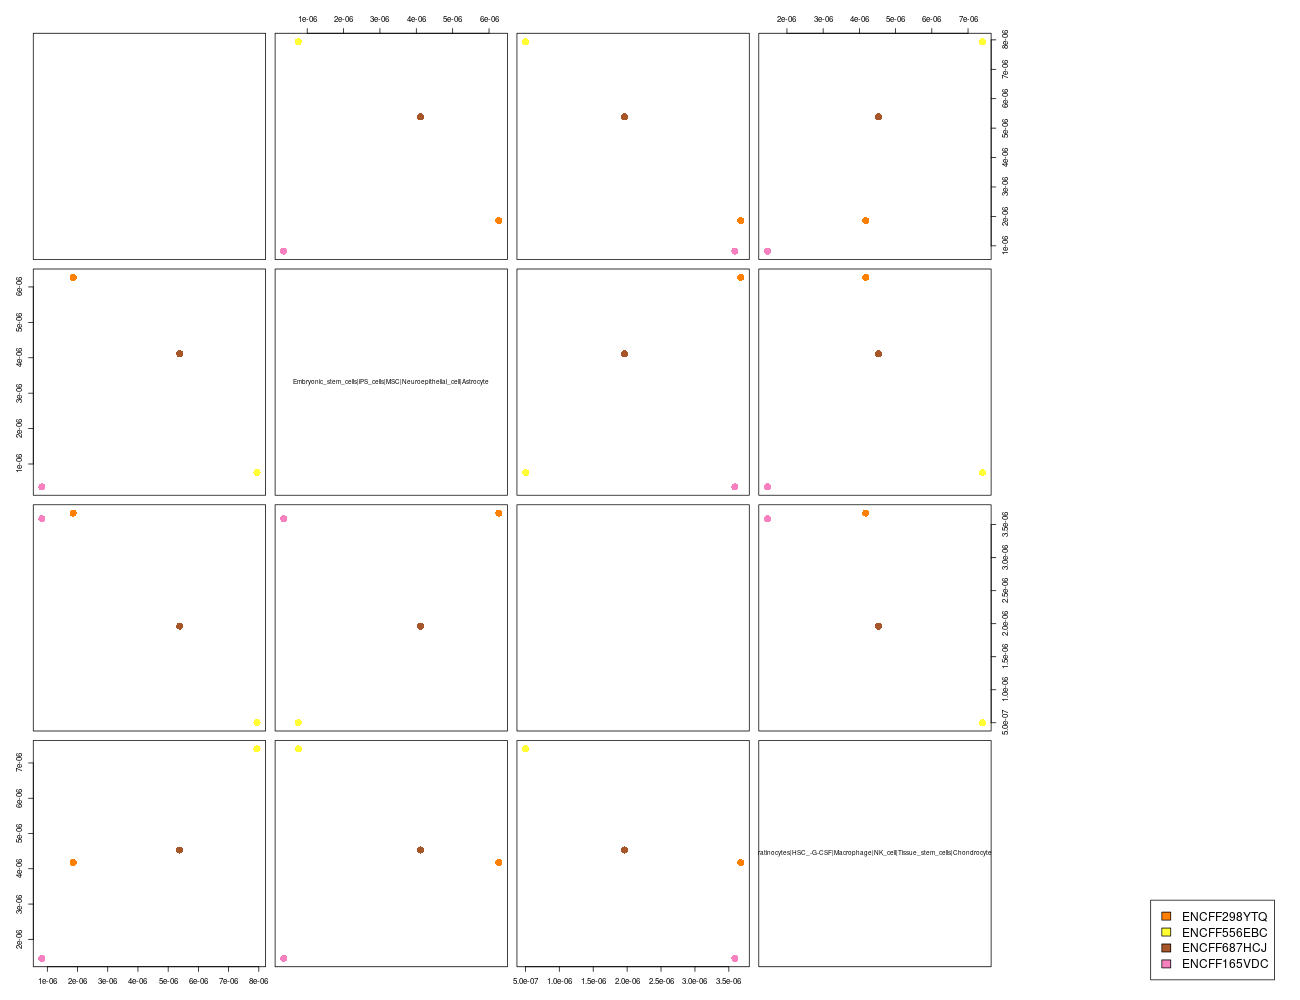 1e-06 2e-06 3e-06 4e-06 5e-06 6e-06
2e-06 3e-06 4e-06 5e-06 6e-06 7e-06
1e-06 2e-06 3e-06 4e-06 5e-06 6e-06 7e-06 8e-06
1e-06 2e-06 3e-06 4e-06 5e-06 6e-06
Embryonic_stem_cells|iPS_cells|MSC|Neuroepithelial_cell|Astrocyte
5.0e-07 1.0e-06 1.5e-06 2.0e-06 2.5e-06 3.0e-06 3.5e-06
2e-06 3e-06 4e-06 5e-06 6e-06 7e-06
ratinocytes|HSC_-G-CSF|Macrophage|NK_cell|Tissue_stem_cells|Chondrocyte
1e-06 2e-06 3e-06 4e-06 5e-06 6e-06 7e-06 8e-06
5.0e-07 1.0e-06 1.5e-06 2.0e-06 2.5e-06 3.0e-06 3.5e-06
ENCFF298YTQ
ENCFF556EBC
ENCFF687HCJ
ENCFF165VDC